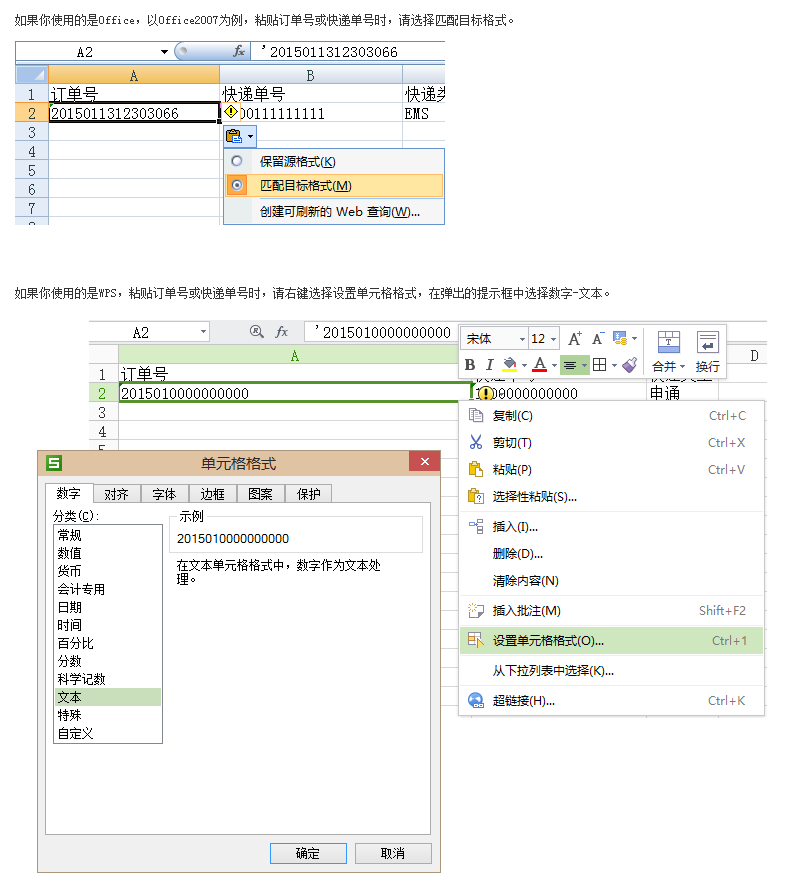 如果你使用的是Office，以Office2007为例，粘贴订单号或快递单号时，请选择匹配目标格式。
A2 fx '2015011312303066
A B
1 订单号 快递单号 快递
2 2015011312303066 00111111111 EMS
3
4
5
6
7
保留源格式(K)
匹配目标格式(M)
创建可刷新的 Web 查询(W)...
如果你使用的是WPS，粘贴订单号或快递单号时，请右键选择设置单元格格式，在弹出的提示框中选择数字-文本。
A2 fx '2015010000000000
宋体 12 A+ A-
B I A 合并 换行
A D
1 订单号
2 2015010000000000 000000000 申通
3
4
复制(C) Ctrl+C
剪切(T) Ctrl+X
粘贴(P) Ctrl+V
选择性粘贴(S)...
插入(I)...
删除(D)...
清除内容(N)
插入批注(M) Shift+F2
设置单元格格式(O)... Ctrl+1
从下拉列表中选择(K)...
超链接(H)... Ctrl+K
单元格格式
数字 对齐 字体 边框 图案 保护
分类(C):
常规
数值
货币
会计专用
日期
时间
百分比
分数
科学记数
文本
特殊
自定义
示例
2015010000000000
在文本单元格格式中，数字作为文本处
理。
确定 取消